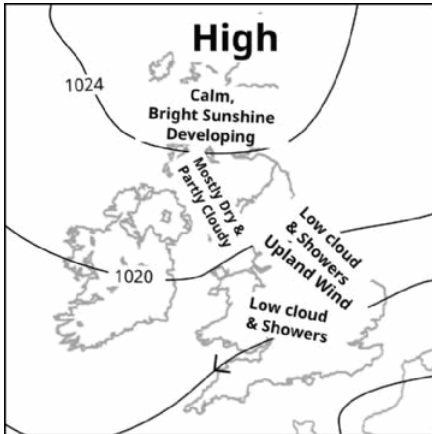 High
1024
Calm,
Bright Sunshine
Developing
Mostly Dry &
Partly Cloudy
Low cloud
& Showers
Upland Wind
1020
Low cloud
& Showers